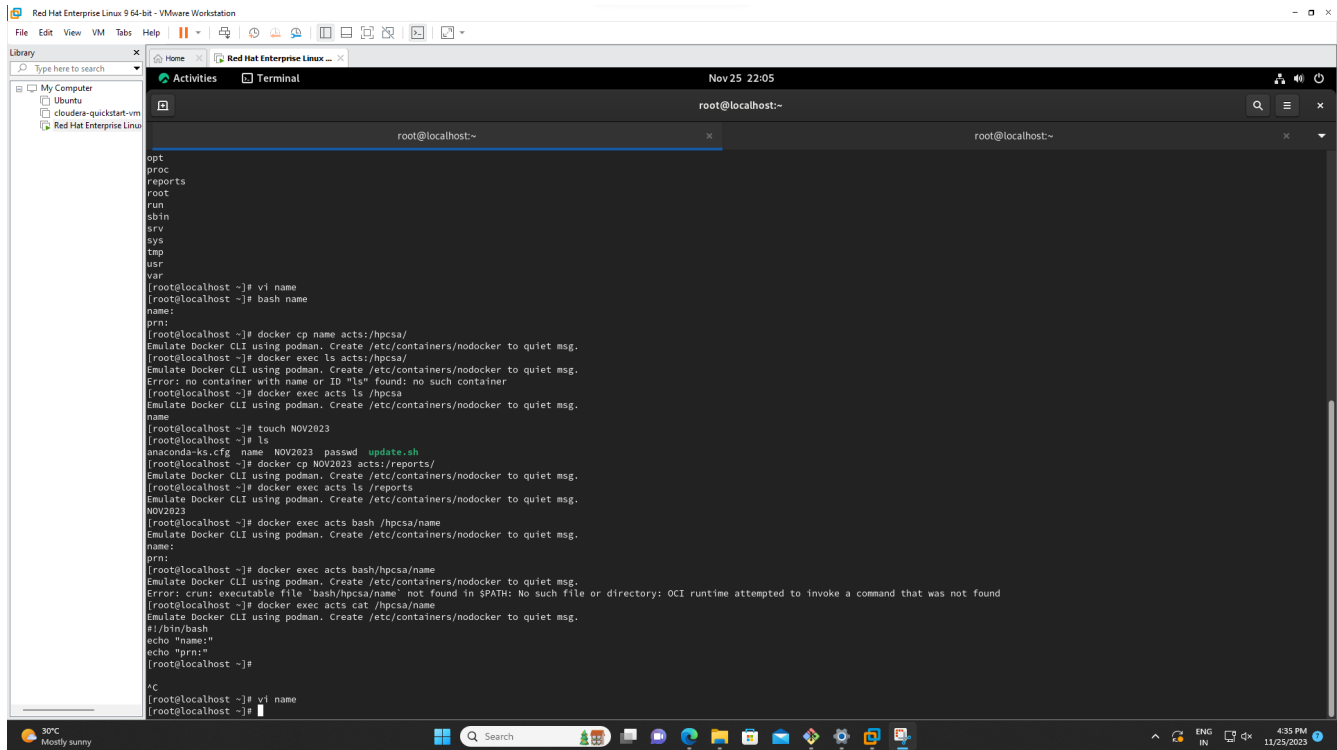 Red Hat Enterprise Linux 9 64-bit - VMware Workstation
File Edit View VM Tabs Help
Library
Home
Red Hat Enterprise Linux ...
Type here to search
My Computer
Ubuntu
cloudera-quickstart-vm
Red Hat Enterprise Linu
Activities
Terminal
Nov 25 22:05
root@localhost:~
root@localhost:~
root@localhost:~
opt
proc
reports
root
run
sbin
srv
sys
tmp
usr
var
[root@localhost ~]# vi name
[root@localhost ~]# bash name
name:
prn:
[root@localhost ~]# docker cp name acts:/hpcsa/
Emulate Docker CLI using podman. Create /etc/containers/nodocker to quiet msg.
[root@localhost ~]# docker exec ls acts:/hpcsa/
Emulate Docker CLI using podman. Create /etc/containers/nodocker to quiet msg.
Error: no container with name or ID "ls" found: no such container
[root@localhost ~]# docker exec acts ls /hpcsa
Emulate Docker CLI using podman. Create /etc/containers/nodocker to quiet msg.
name
[root@localhost ~]# touch NOV2023
[root@localhost ~]# ls
anaconda-ks.cfg name NOV2023 passwd update.sh
[root@localhost ~]# docker cp NOV2023 acts:/reports/
Emulate Docker CLI using podman. Create /etc/containers/nodocker to quiet msg.
[root@localhost ~]# docker exec acts ls /reports
Emulate Docker CLI using podman. Create /etc/containers/nodocker to quiet msg.
NOV2023
[root@localhost ~]# docker exec acts bash /hpcsa/name
Emulate Docker CLI using podman. Create /etc/containers/nodocker to quiet msg.
name:
prn:
[root@localhost ~]# docker exec acts bash/hpcsa/name
Emulate Docker CLI using podman. Create /etc/containers/nodocker to quiet msg.
Error: crun: executable file `bash/hpcsa/name` not found in $PATH: No such file or directory: OCI runtime attempted to invoke a command that was not found
[root@localhost ~]# docker exec acts cat /hpcsa/name
Emulate Docker CLI using podman. Create /etc/containers/nodocker to quiet msg.
#!/bin/bash
echo "name:"
echo "prn:"
[root@localhost ~]#
^C
[root@localhost ~]# vi name
[root@localhost ~]#
30°C
Mostly sunny
Search
ENG
IN
4:35 PM
11/25/2023